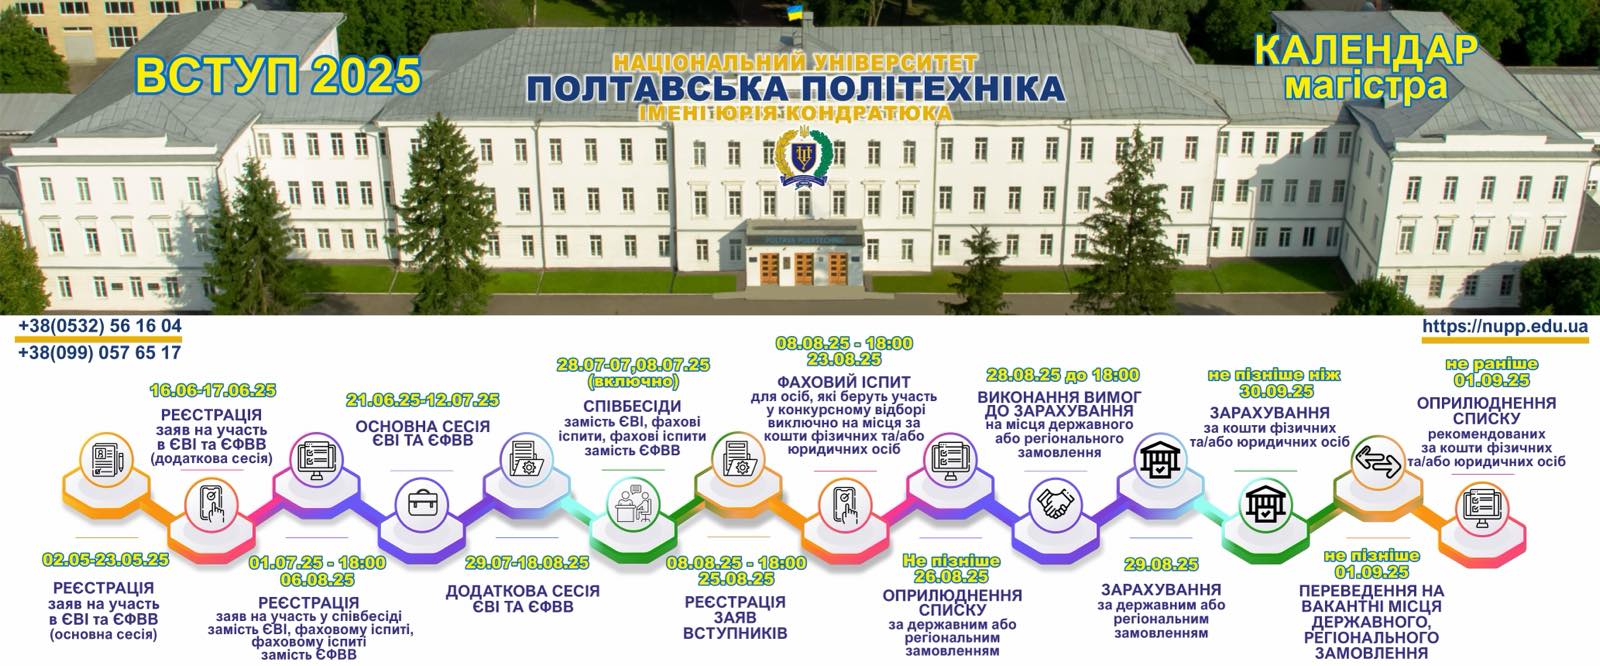 ВСТУП 2025
НАЦІОНАЛЬНИЙ УНІВЕРСИТЕТ
ПОЛТАВСЬКА ПОЛІТЕХНІКА
ІМЕНІ ЮРІЯ КОНДРАТЮКА
КАЛЕНДАР
магістра
POLTAVA POLYTECHNIC
+38(0532) 56 16 04
+38(099) 057 65 17
https://nupp.edu.ua
02.05-23.05.25
РЕЄСТРАЦІЯ
заяв на участь
в ЄВІ та ЄФВВ
(основна сесія)
16.06-17.06.25
РЕЄСТРАЦІЯ
заяв на участь
в ЄВІ та ЄФВВ
(додаткова сесія)
01.07.25 - 18:00
06.08.25
РЕЄСТРАЦІЯ
заяв на участь у співбесіді
замість ЄВІ, фаховому іспиті,
фаховому іспиті
замість ЄФВВ
21.06.25-12.07.25
ОСНОВНА СЕСІЯ
ЄВІ ТА ЄФВВ
29.07-18.08.25
ДОДАТКОВА СЕСІЯ
ЄВІ ТА ЄФВВ
28.07-07,08.07.25
(включно)
СПІВБЕСІДИ
замість ЄВІ, фахові
іспити, фахові іспити
замість ЄФВВ
08.08.25 - 18:00
25.08.25
РЕЄСТРАЦІЯ
ЗАЯВ
ВСТУПНИКІВ
08.08.25 - 18:00
23.08.25
ФАХОВИЙ ІСПИТ
для осіб, які беруть участь
у конкурсному відборі
виключно на місця за
кошти фізичних та/або
юридичних осіб
Не пізніше
26.08.25
ОПРИЛЮДНЕННЯ
СПИСКУ
за державним або
регіональним
замовленням
28.08.25 до 18:00
ВИКОНАННЯ ВИМОГ
ДО ЗАРАХУВАННЯ
на місця державного
або регіонального
замовлення
29.08.25
ЗАРАХУВАННЯ
за державним або
регіональним
замовленням
не пізніше ніж
30.09.25
ЗАРАХУВАННЯ
за кошти фізичних
та/або юридичних осіб
не пізніше
01.09.25
ПЕРЕВЕДЕННЯ НА
ВАКАНТНІ МІСЦЯ
ДЕРЖАВНОГО,
РЕГІОНАЛЬНОГО
ЗАМОВЛЕННЯ
не раніше
01.09.25
ОПРИЛЮДНЕННЯ
СПИСКУ
рекомендованих
за кошти фізичних
та/або юридичних осіб